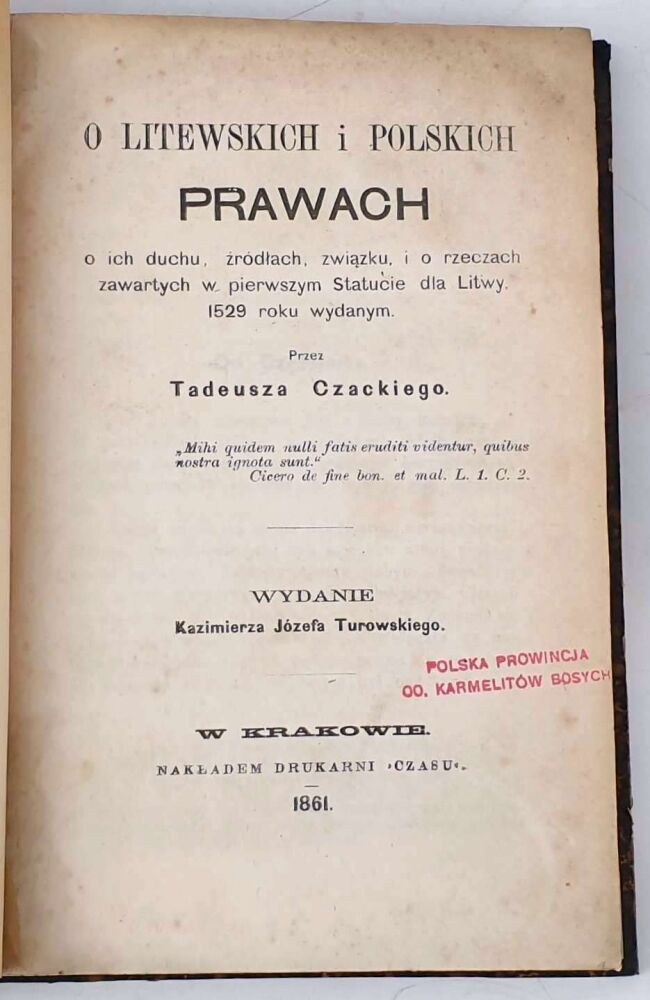 O LITEWSKICH i POLSKICH
PRAWACH
o ich duchu, źródłach, związku, i o rzeczach
zawartych w pierwszym Statucie dla Litwy.
1529 roku wydanym.
Przez
Tadeusza Czackiego.
„Mihi quidem nulli fatis eruditi videntur, quibus
nostra ignota sunt.“
Cicero de fine bon. et mal. L. 1. C. 2.
WYDANIE
Kazimierza Józefa Turowskiego.
POLSKA PROWINCJA
OO. KARMELITÓW BOSYCH
W KRAKOWIE.
NAKŁADEM DRUKARNI »CZASU«.
1861.